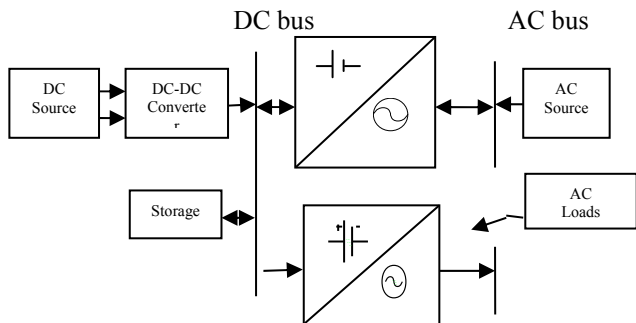 DC bus
AC bus
DC
Source
DC-DC
Converte
r
AC
Source
Storage
AC
Loads